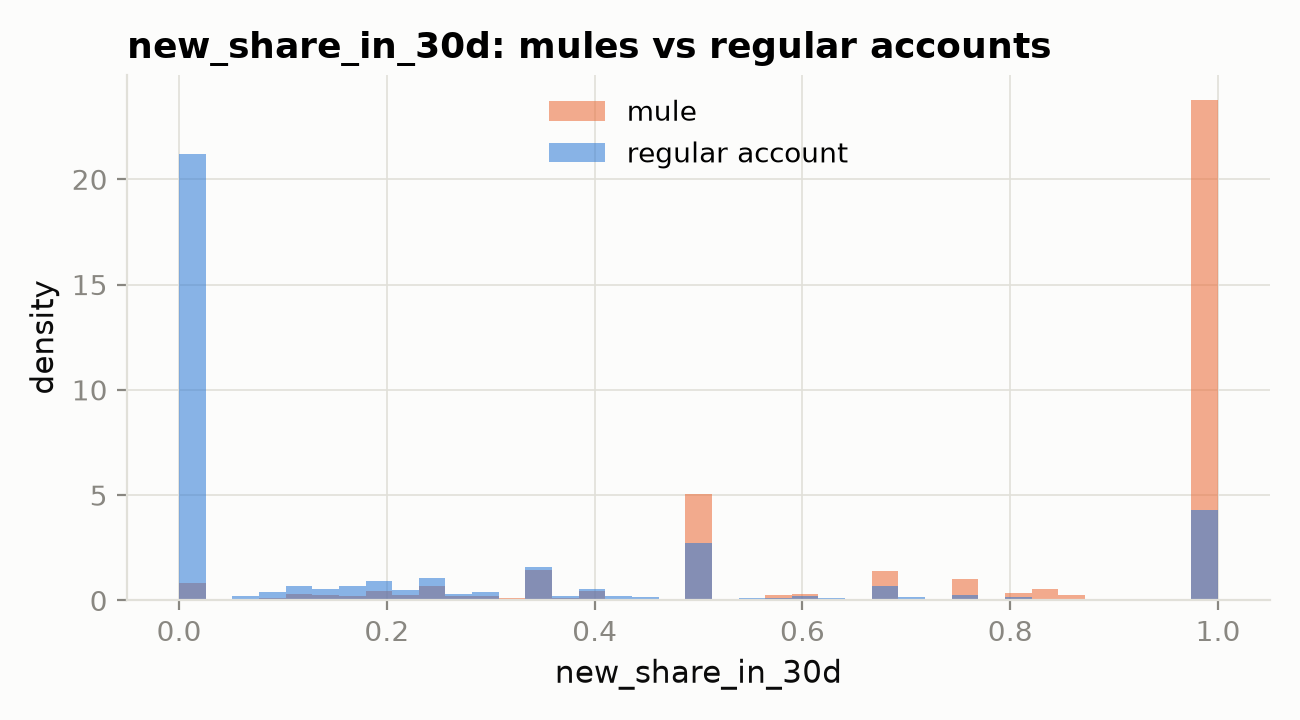 new_share_in_30d: mules vs regular accounts
mule
regular account
density
20
15
10
5
0
0.0 0.2 0.4 0.6 0.8 1.0
new_share_in_30d